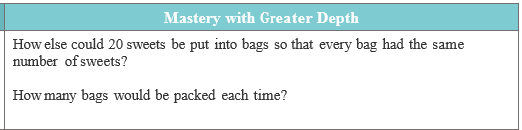 Mastery with Greater Depth
How else could 20 sweets be put into bags so that every bag had the same
number of sweets?
How many bags would be packed each time?